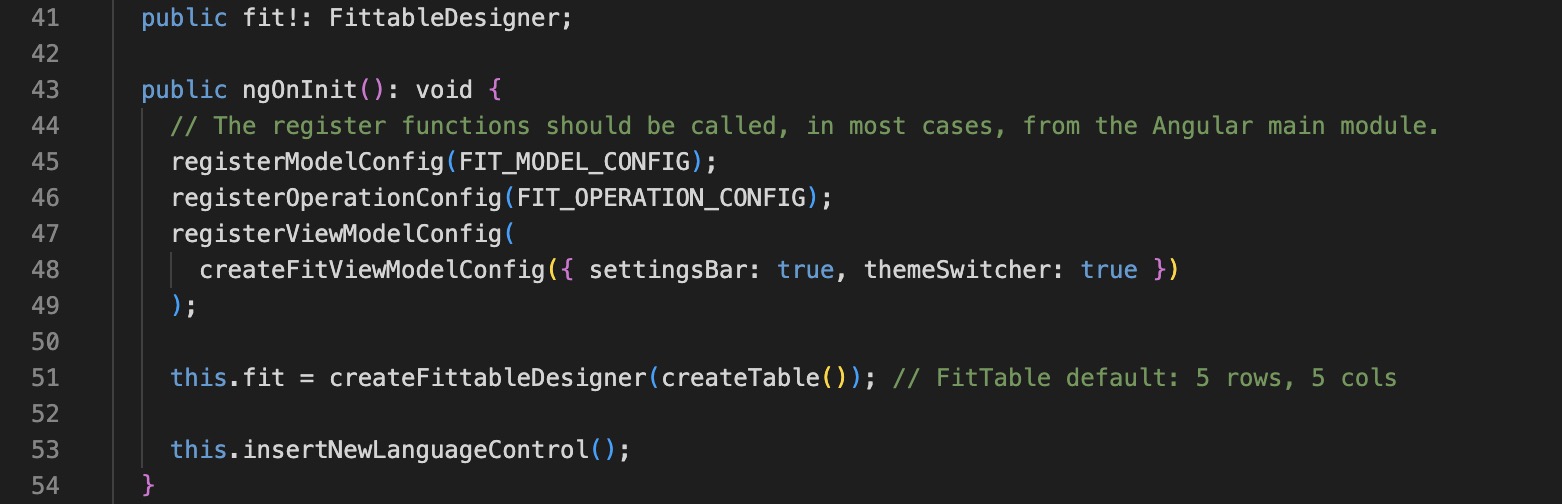 41 public fit!: FittableDesigner;
42
43 public ngOnInit(): void {
44 // The register functions should be called, in most cases, from the Angular main module.
45 registerModelConfig(FIT_MODEL_CONFIG);
46 registerOperationConfig(FIT_OPERATION_CONFIG);
47 registerViewModelConfig(
48 createFitViewModelConfig({ settingsBar: true, themeSwitcher: true })
49 );
50
51 this.fit = createFittableDesigner(createTable()); // FitTable default: 5 rows, 5 cols
52
53 this.insertNewLanguageControl();
54 }